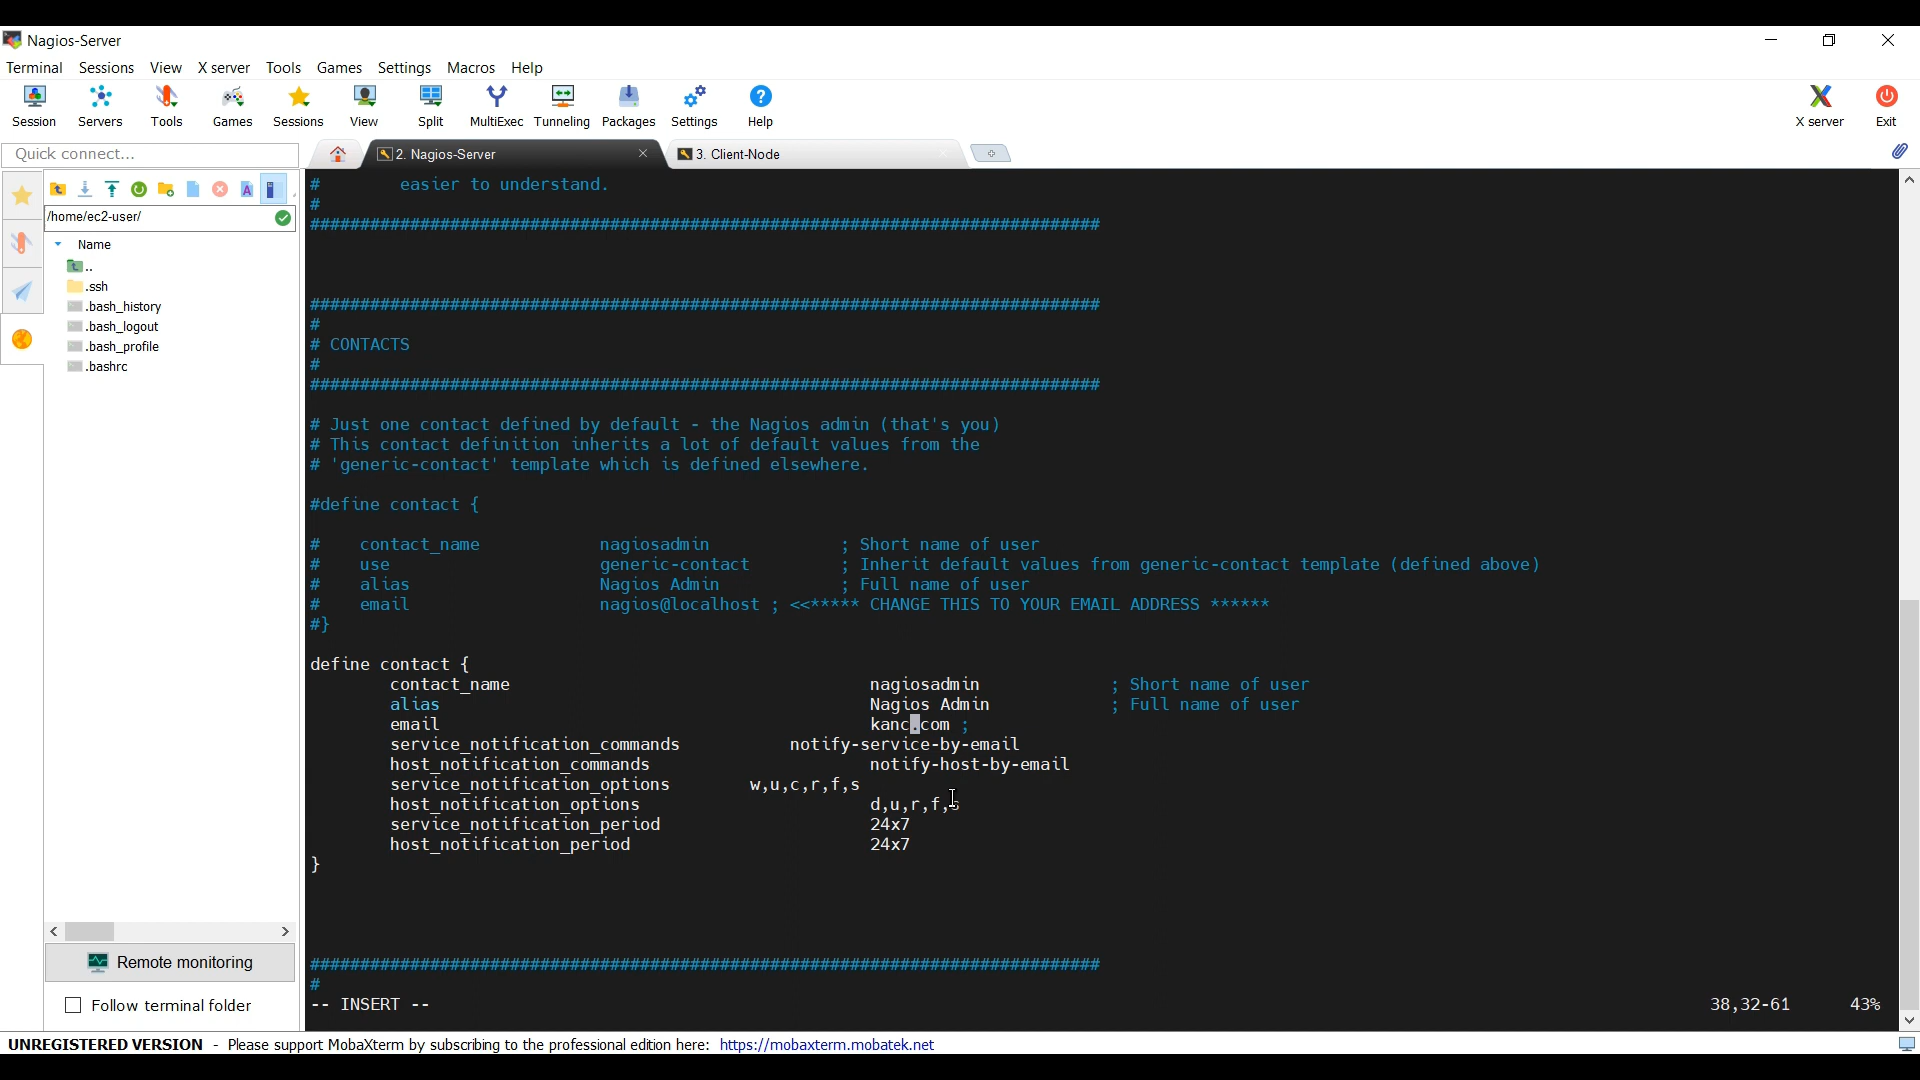 Nagios-Server
Terminal Sessions View X server Tools Games Settings Macros Help
Session Servers Tools Games Sessions View Split MultiExec Tunneling Packages Settings Help X server Exit
Quick connect...
2. Nagios-Server
3. Client-Node
/home/ec2-user/
Name
..
.ssh
.bash_history
.bash_logout
.bash_profile
.bashrc
Remote monitoring
Follow terminal folder
#        easier to understand.
#
###############################################################################
###############################################################################
#
# CONTACTS
#
###############################################################################
# Just one contact defined by default - the Nagios admin (that's you)
# This contact definition inherits a lot of default values from the
# 'generic-contact' template which is defined elsewhere.
#define contact {
#    contact_name            nagiosadmin             ; Short name of user
#    use                     generic-contact         ; Inherit default values from generic-contact template (defined above)
#    alias                   Nagios Admin            ; Full name of user
#    email                   nagios@localhost ; <<***** CHANGE THIS TO YOUR EMAIL ADDRESS ******
#}
define contact {
        contact_name                                    nagiosadmin             ; Short name of user
        alias                                           Nagios Admin            ; Full name of user
        email                                           kanc.com ;
        service_notification_commands           notify-service-by-email
        host_notification_commands                      notify-host-by-email
        service_notification_options        w,u,c,r,f,s
        host_notification_options                       d,u,r,f,s
        service_notification_period                     24x7
        host_notification_period                        24x7
}
###############################################################################
#
-- INSERT --                                                                    38,32-61      43%
UNREGISTERED VERSION - Please support MobaXterm by subscribing to the professional edition here: https://mobaxterm.mobatek.net